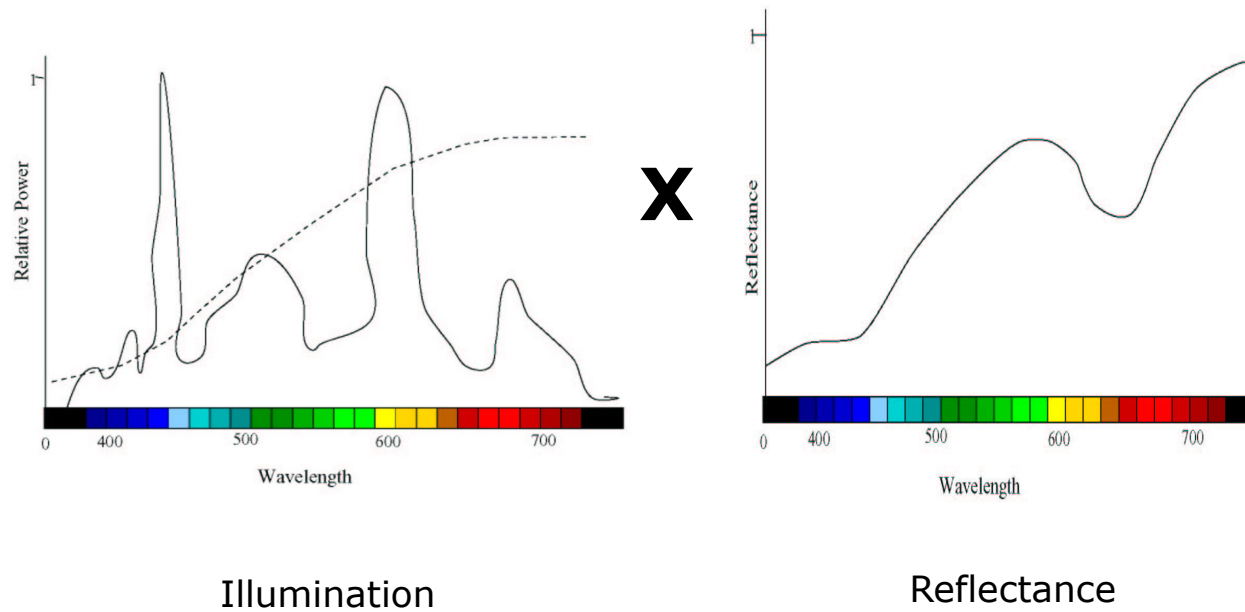 1
Relative Power
0
400
500
600
700
Wavelength
Illumination
X
1
Reflectance
0
400
500
600
700
Wavelength
Reflectance